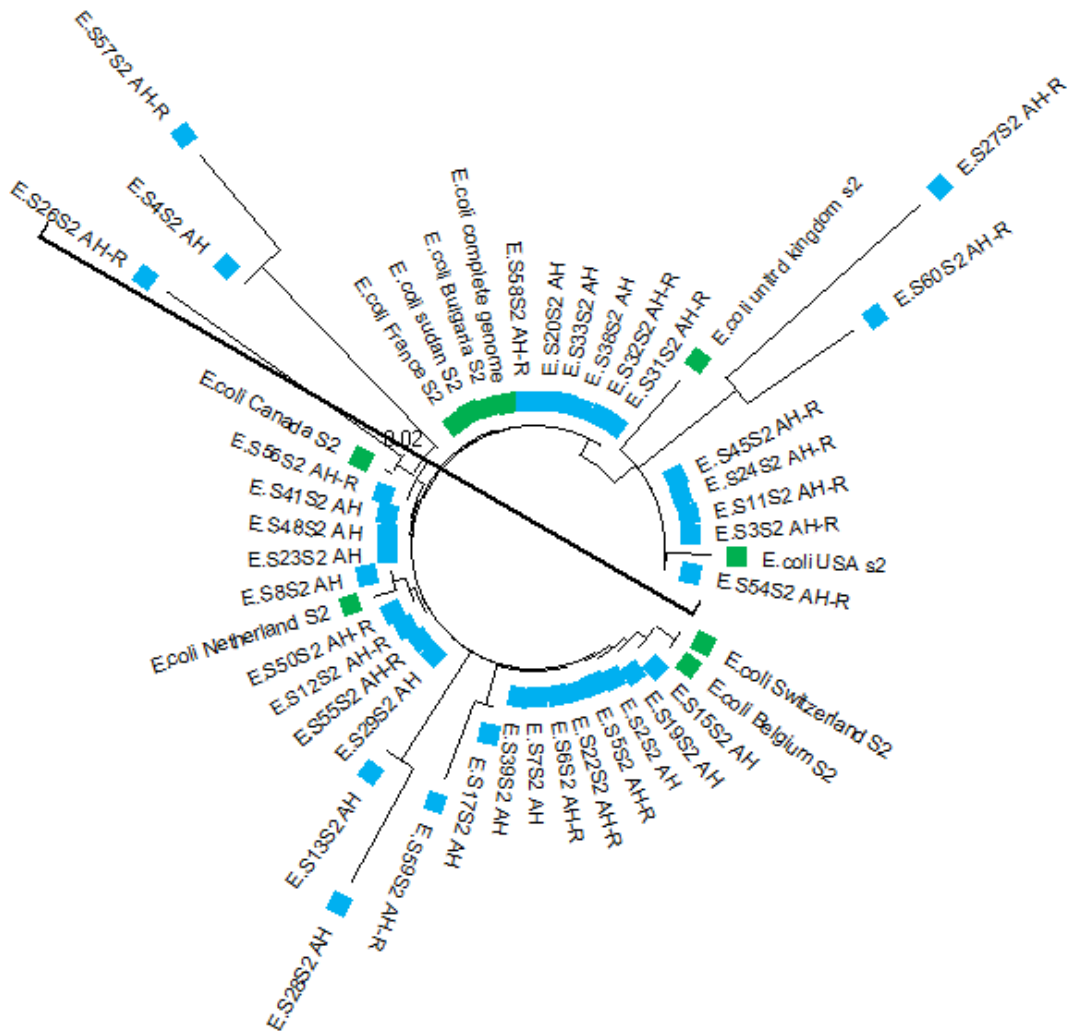 E.S57S2 AH-R
E.S4S2 AH
E.S26S2 AH-R
E.coli France S2
E.coli sudan S2
E.coli Bulgaria S2
E.coli complete genome
E.S58S2 AH-R
E.S20S2 AH
E.S33S2 AH
E.S38S2 AH
E.S32S2 AH-R
E.S31S2 AH-R
E.coli unitrd kingdom s2
E.S27S2 AH-R
E.S60S2 AH-R
E.S45S2 AH-R
E.S24S2 AH-R
E.S11S2 AH-R
E.S3S2 AH-R
E.coli USA s2
E.S54S2 AH-R
E.coli Switzerland S2
E.coli Belgium S2
E.S15S2 AH
E.S19S2 AH
E.S2S2 AH
E.S5S2 AH-R
E.S22S2 AH-R
E.S6S2 AH-R
E.S7S2 AH
E.S39S2 AH
E.S17S2 AH
E.S59S2 AH-R
E.S28S2 AH
E.S13S2 AH
E.S29S2 AH
E.S55S2 AH-R
E.S12S2 AH-R
E.S50S2 AH-R
E.coli Netherland S2
E.S8S2 AH
E.S23S2 AH
E.S48S2 AH
E.S41S2 AH
E.S56S2 AH-R
E.coli Canada s2
0.02